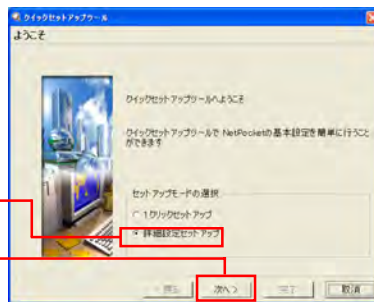 クイックセットアップツール
ようこそ
クイックセットアップツールへようこそ
クイックセットアップツールで NetPocketの基本設定を簡単に行うこと
ができます
セットアップモードの選択
1クリックセットアップ
詳細設定セットアップ
< 戻る
次へ >
完了
取消